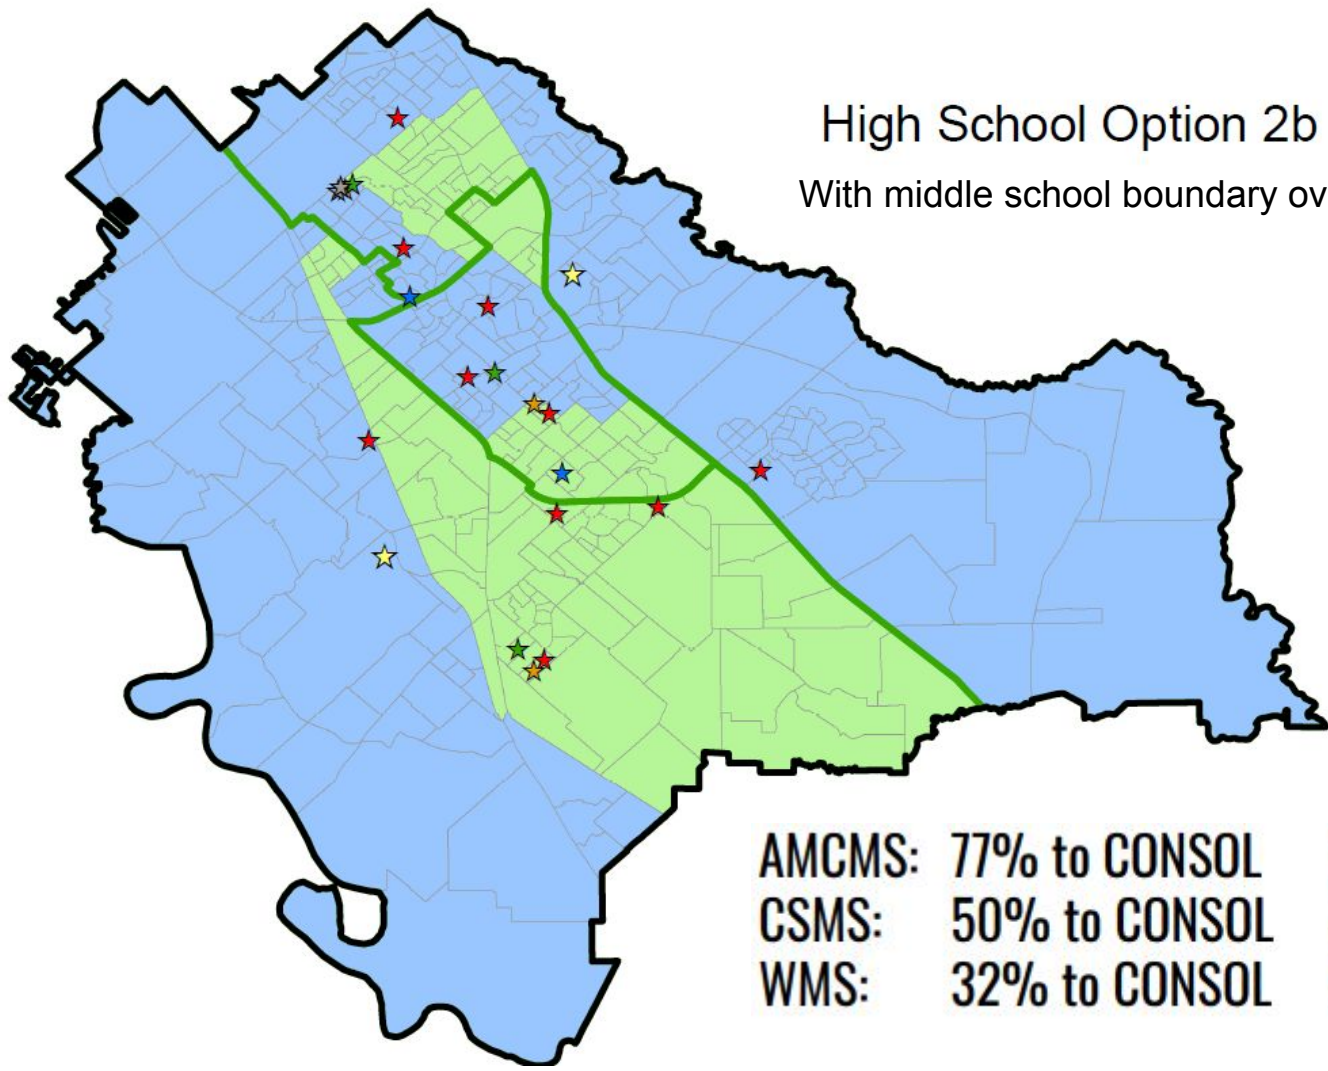 High School Option 2b
With middle school boundary ov
AMCMS: 77% to CONSOL
CSMS: 50% to CONSOL
WMS: 32% to CONSOL